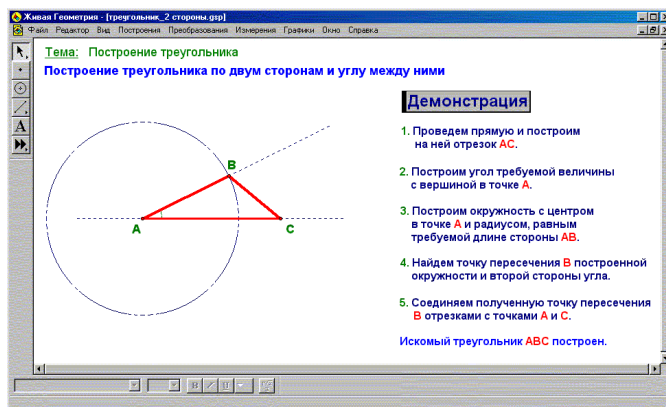 Живая Геометрия - [треугольник_2 стороны.gsp]
Файл Редактор Вид Построения Преобразования Измерения Графики Окно Справка
Тема: Построение треугольника
Построение треугольника по двум сторонам и углу между ними
Демонстрация
1. Проведем прямую и построим
на ней отрезок AC.
2. Построим угол требуемой величины
с вершиной в точке A.
3. Построим окружность с центром
в точке A и радиусом, равным
требуемой длине стороны AB.
4. Найдем точку пересечения B построенной
окружности и второй стороны угла.
5. Соединяем полученную точку пересечения
B отрезками с точками A и C.
Искомый треугольник ABC построен.
B
A
C
A
B I U